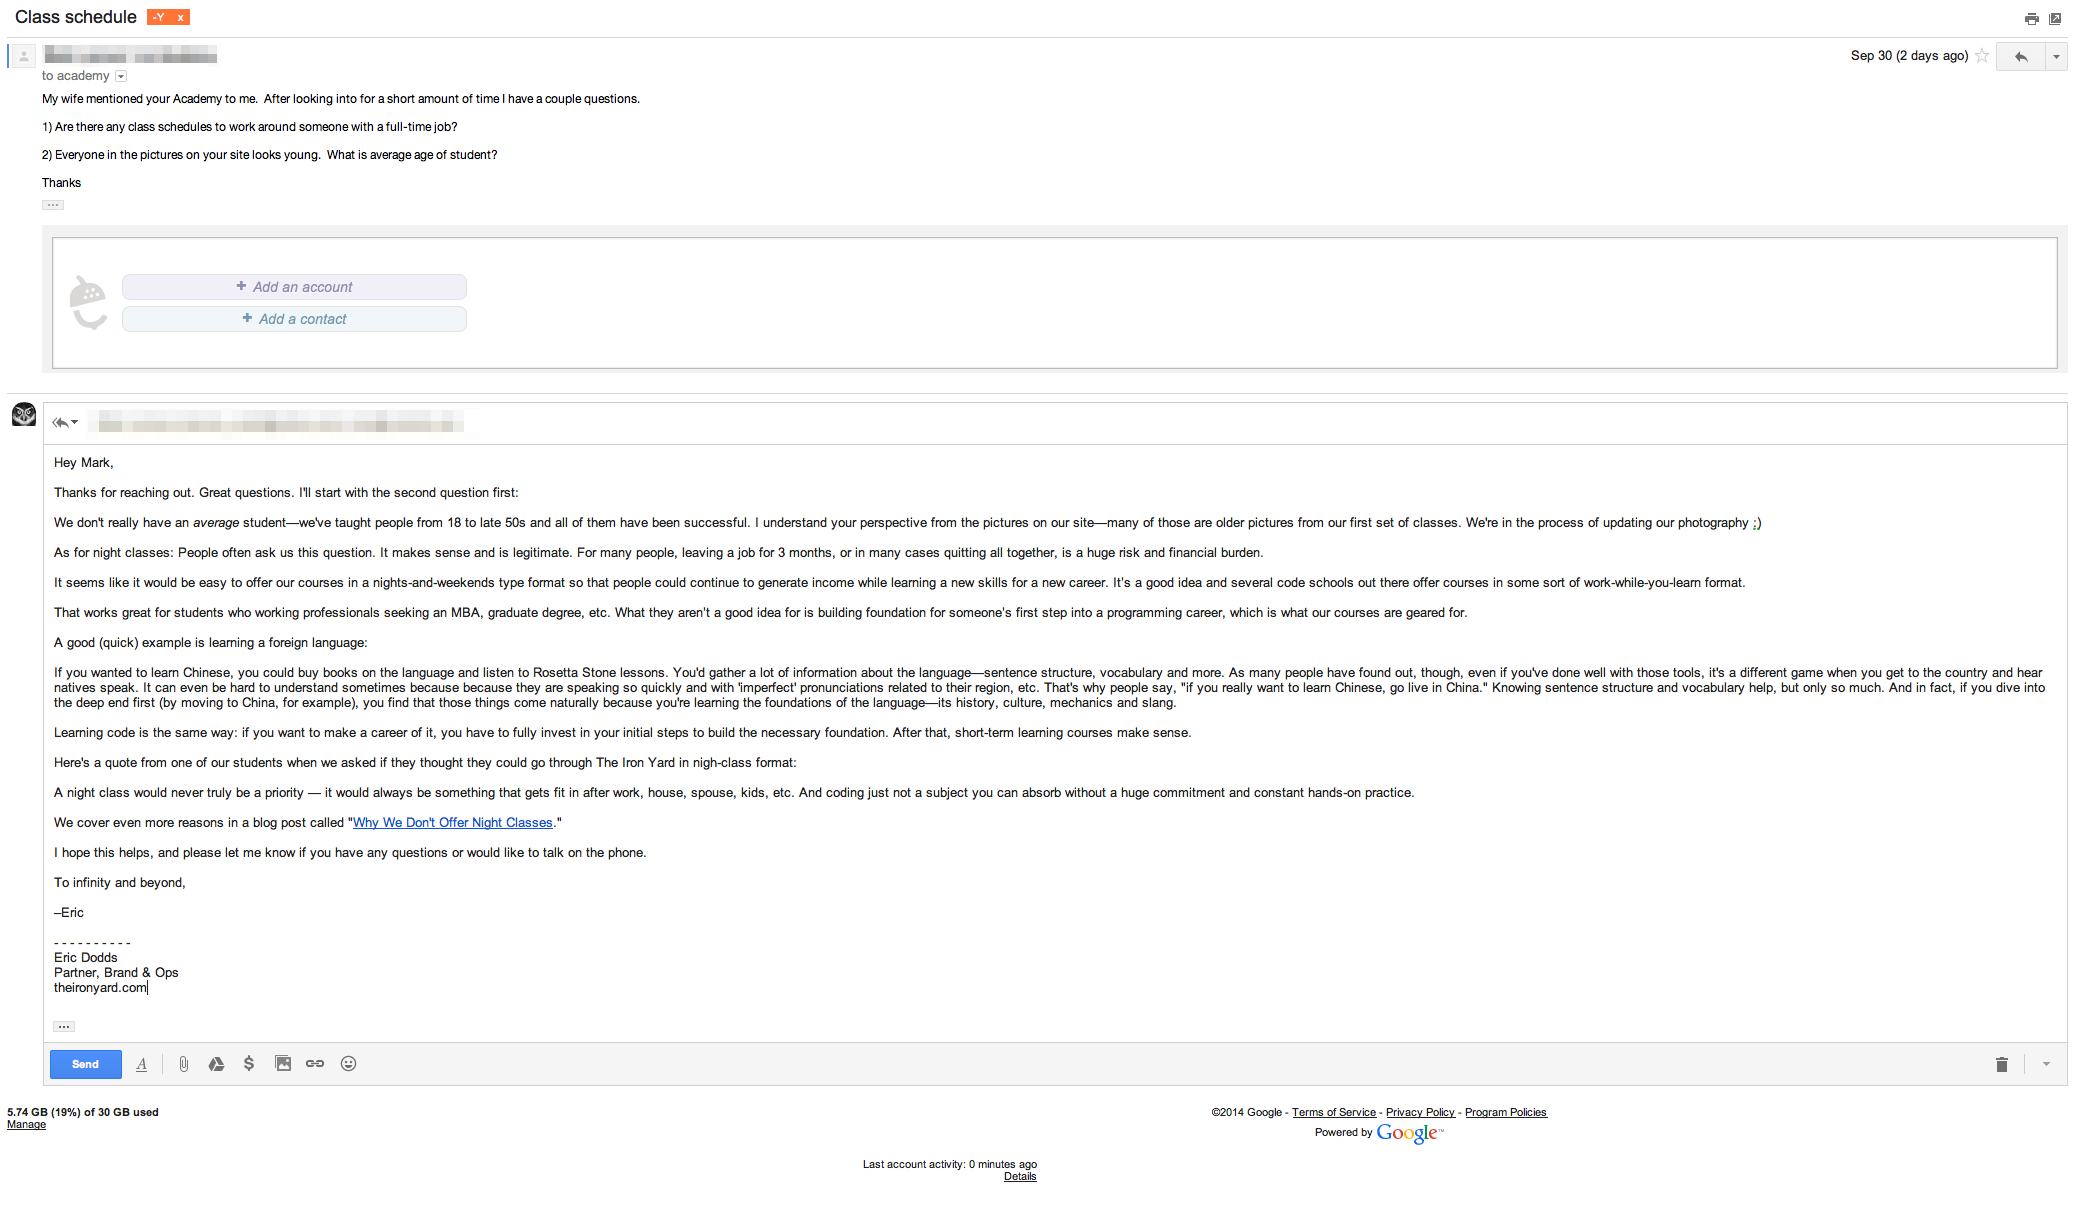 Class schedule -Y x
Sep 30 (2 days ago)
to academy
My wife mentioned your Academy to me.  After looking into for a short amount of time I have a couple questions.
1) Are there any class schedules to work around someone with a full-time job?
2) Everyone in the pictures on your site looks young.  What is average age of student?
Thanks
+ Add an account
+ Add a contact
Hey Mark,
Thanks for reaching out. Great questions. I'll start with the second question first:
We don't really have an average student—we've taught people from 18 to late 50s and all of them have been successful. I understand your perspective from the pictures on our site—many of those are older pictures from our first set of classes. We're in the process of updating our photography ;)
As for night classes: People often ask us this question. It makes sense and is legitimate. For many people, leaving a job for 3 months, or in many cases quitting all together, is a huge risk and financial burden.
It seems like it would be easy to offer our courses in a nights-and-weekends type format so that people could continue to generate income while learning a new skills for a new career. It's a good idea and several code schools out there offer courses in some sort of work-while-you-learn format.
That works great for students who working professionals seeking an MBA, graduate degree, etc. What they aren't a good idea for is building foundation for someone's first step into a programming career, which is what our courses are geared for.
A good (quick) example is learning a foreign language:
If you wanted to learn Chinese, you could buy books on the language and listen to Rosetta Stone lessons. You'd gather a lot of information about the language—sentence structure, vocabulary and more. As many people have found out, though, even if you've done well with those tools, it's a different game when you get to the country and hear
natives speak. It can even be hard to understand sometimes because because they are speaking so quickly and with 'imperfect' pronunciations related to their region, etc. That's why people say, "if you really want to learn Chinese, go live in China." Knowing sentence structure and vocabulary help, but only so much. And in fact, if you dive into
the deep end first (by moving to China, for example), you find that those things come naturally because you're learning the foundations of the language—its history, culture, mechanics and slang.
Learning code is the same way: if you want to make a career of it, you have to fully invest in your initial steps to build the necessary foundation. After that, short-term learning courses make sense.
Here's a quote from one of our students when we asked if they thought they could go through The Iron Yard in nigh-class format:
A night class would never truly be a priority — it would always be something that gets fit in after work, house, spouse, kids, etc. And coding just not a subject you can absorb without a huge commitment and constant hands-on practice.
We cover even more reasons in a blog post called "Why We Don't Offer Night Classes."
I hope this helps, and please let me know if you have any questions or would like to talk on the phone.
To infinity and beyond,
–Eric
- - - - - - - - - -
Eric Dodds
Partner, Brand & Ops
theironyard.com
Send A $
5.74 GB (19%) of 30 GB used
Manage
©2014 Google - Terms of Service - Privacy Policy - Program Policies
Powered by Google™
Last account activity: 0 minutes ago
Details